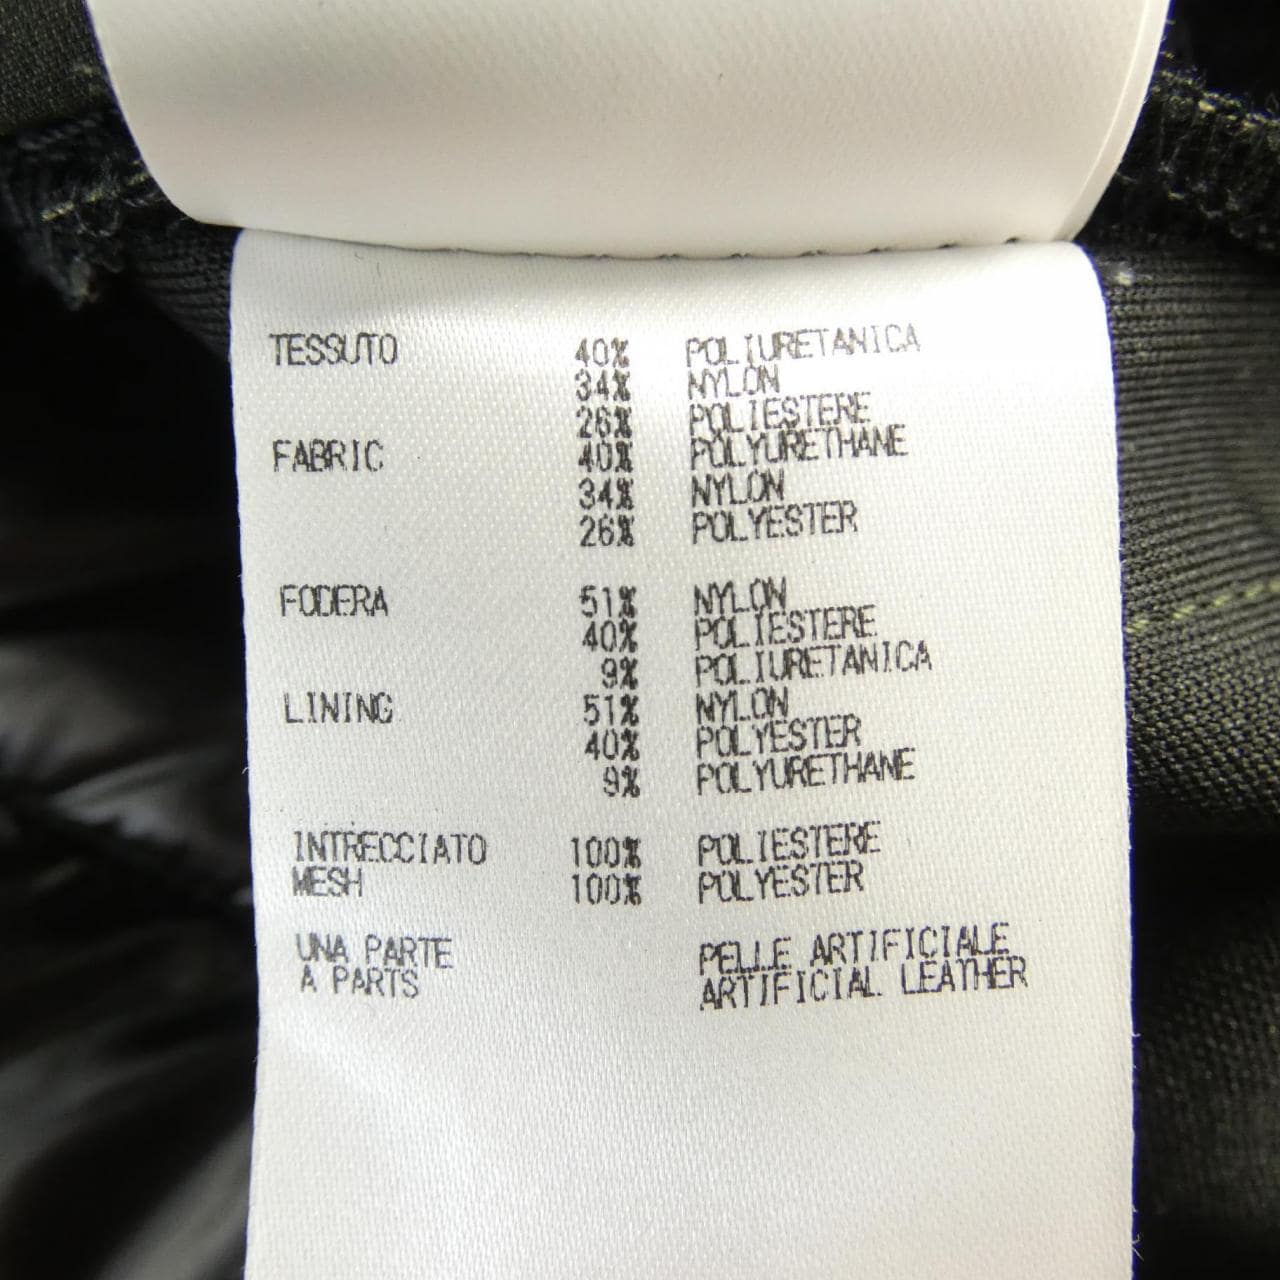 TESSUTO 40% POLIURETANICA
34% NYLON
26% POLIESTERE
FABRIC 40% POLYURETHANE
34% NYLON
26% POLYESTER
FODERA 51% NYLON
40% POLIESTERE
9% POLIURETANICA
LINING 51% NYLON
40% POLYESTER
9% POLYURETHANE
INTRECCIATO 100% POLIESTERE
MESH 100% POLYESTER
UNA PARTE PELLE ARTIFICIALE
A PARTS ARTIFICIAL LEATHER